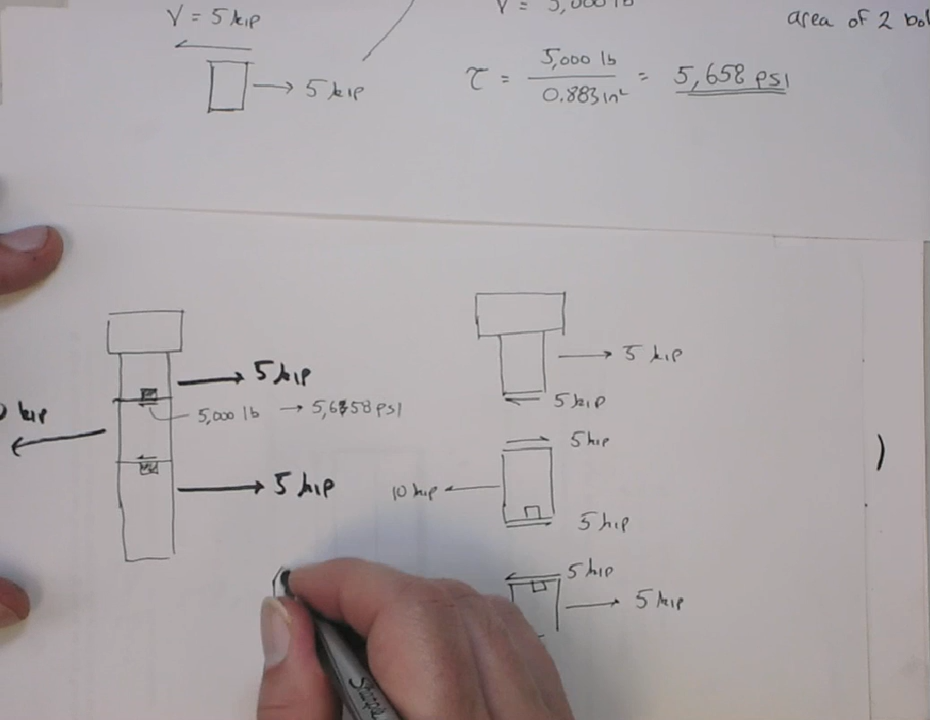 V = 5 kip
5 kip
area of 2
τ = 5,000 lb / 0.883 in² = 5,658 psi
5 kip
kip
5,000 lb → 5,658 psi
5 kip
5 kip
5 kip
5 kip
10 kip
5 kip
5 kip
5 kip
Sharpie